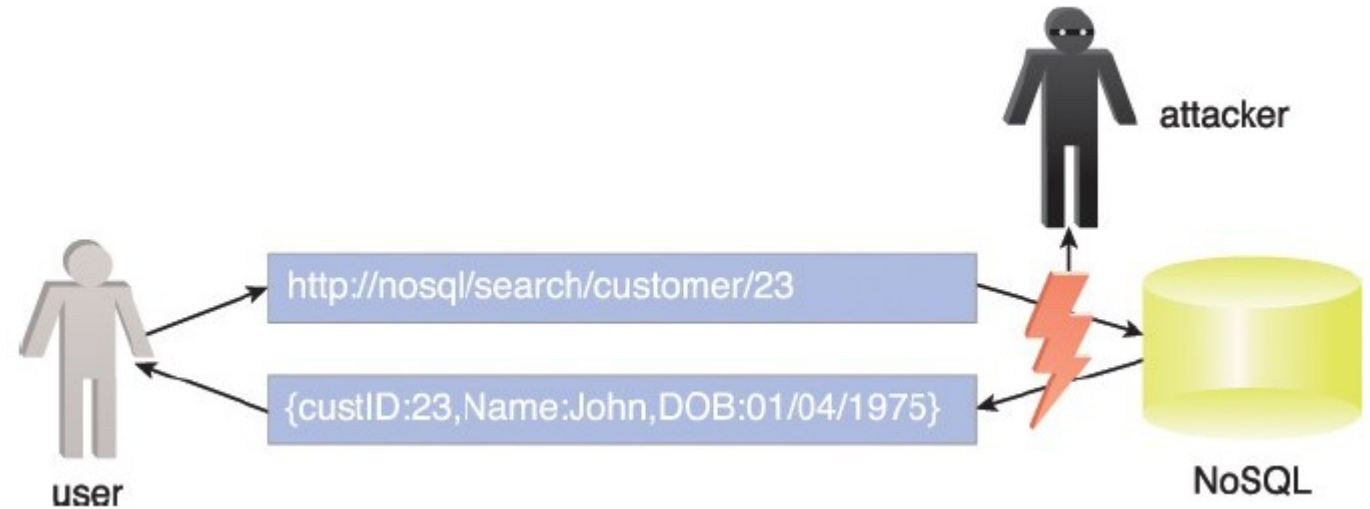 attacker
http://nosql/search/customer/23
{custID:23,Name:John,DOB:01/04/1975}
user
NoSQL